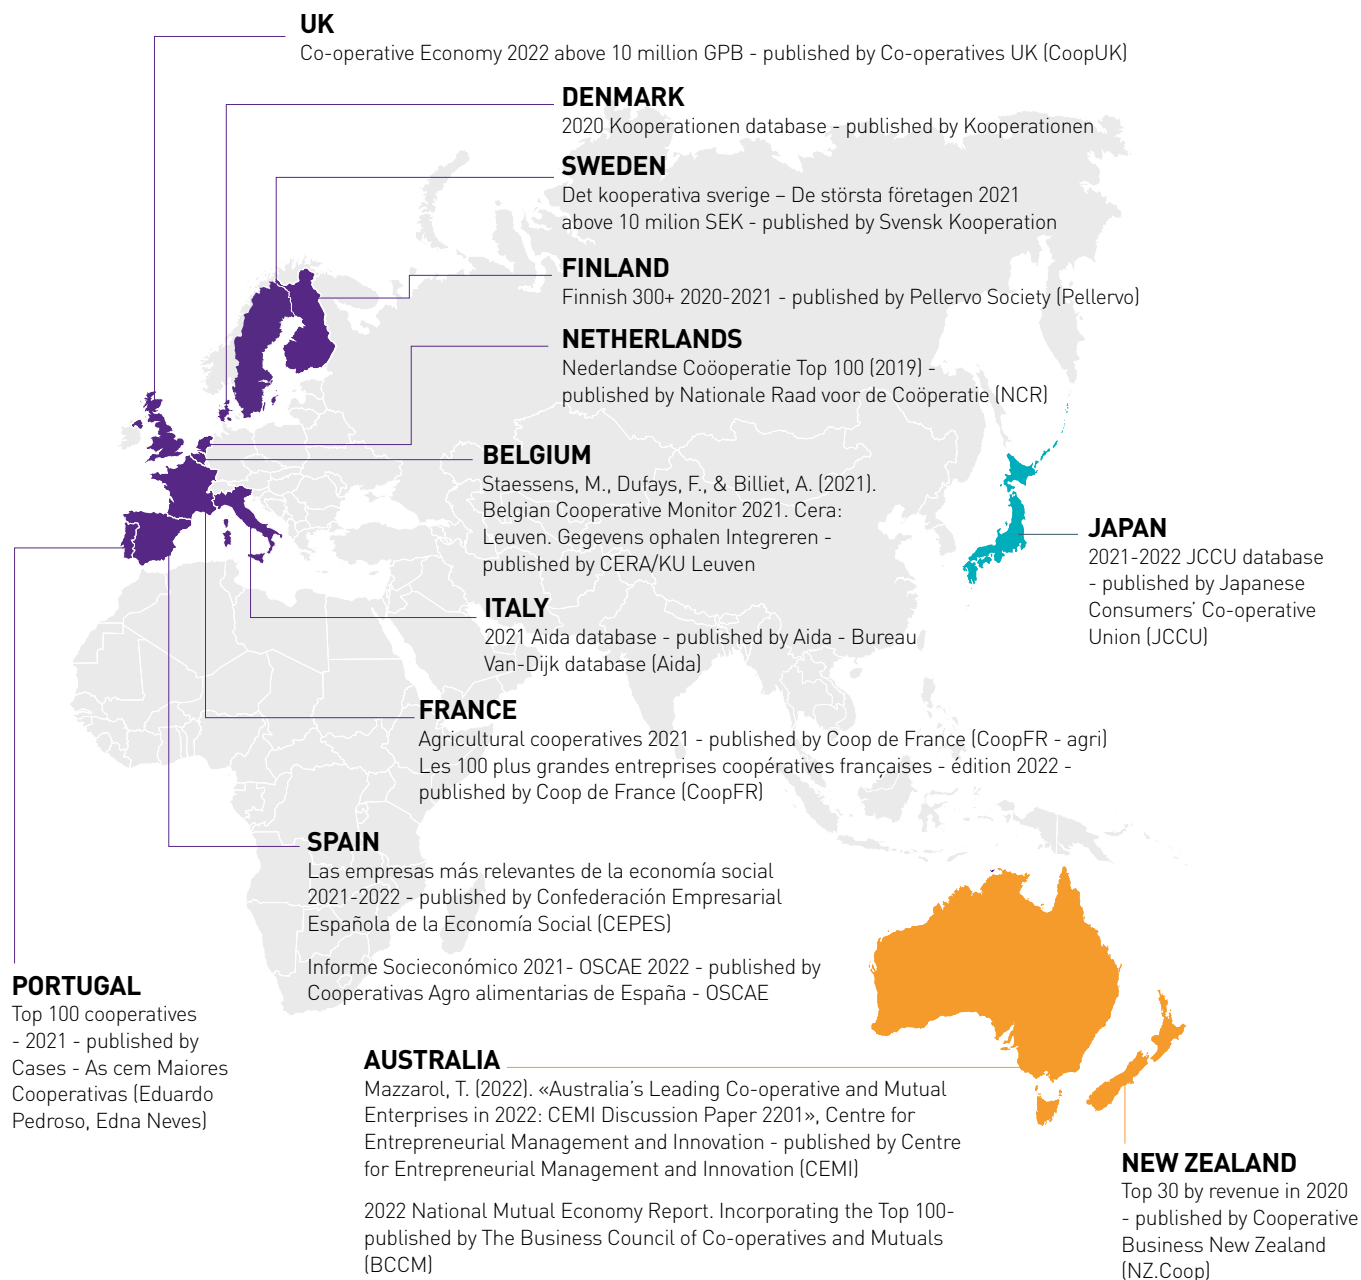 UK
Co-operative Economy 2022 above 10 million GPB - published by Co-operatives UK (CoopUK)
DENMARK
2020 Kooperationen database - published by Kooperationen
SWEDEN
Det kooperativa sverige – De största företagen 2021
above 10 milion SEK - published by Svensk Kooperation
FINLAND
Finnish 300+ 2020-2021 - published by Pellervo Society (Pellervo)
NETHERLANDS
Nederlandse Coöoperatie Top 100 (2019) -
published by Nationale Raad voor de Coöperatie (NCR)
BELGIUM
Staessens, M., Dufays, F., & Billiet, A. (2021).
Belgian Cooperative Monitor 2021. Cera:
Leuven. Gegevens ophalen Integreren -
published by CERA/KU Leuven
JAPAN
2021-2022 JCCU database
- published by Japanese
Consumers’ Co-operative
Union (JCCU)
ITALY
2021 Aida database - published by Aida - Bureau
Van-Dijk database (Aida)
FRANCE
Agricultural cooperatives 2021 - published by Coop de France (CoopFR - agri)
Les 100 plus grandes entreprises coopératives françaises - édition 2022 -
published by Coop de France (CoopFR)
SPAIN
Las empresas más relevantes de la economía social
2021-2022 - published by Confederación Empresarial
Española de la Economía Social (CEPES)
Informe Socieconómico 2021- OSCAE 2022 - published by
Cooperativas Agro alimentarias de España - OSCAE
PORTUGAL
Top 100 cooperatives
- 2021 - published by
Cases - As cem Maiores
Cooperativas (Eduardo
Pedroso, Edna Neves)
AUSTRALIA
Mazzarol, T. (2022). «Australia’s Leading Co-operative and Mutual
Enterprises in 2022: CEMI Discussion Paper 2201», Centre for
Entrepreneurial Management and Innovation - published by Centre
for Entrepreneurial Management and Innovation (CEMI)
2022 National Mutual Economy Report. Incorporating the Top 100-
published by The Business Council of Co-operatives and Mutuals
(BCCM)
NEW ZEALAND
Top 30 by revenue in 2020
- published by Cooperative
Business New Zealand
(NZ.Coop)